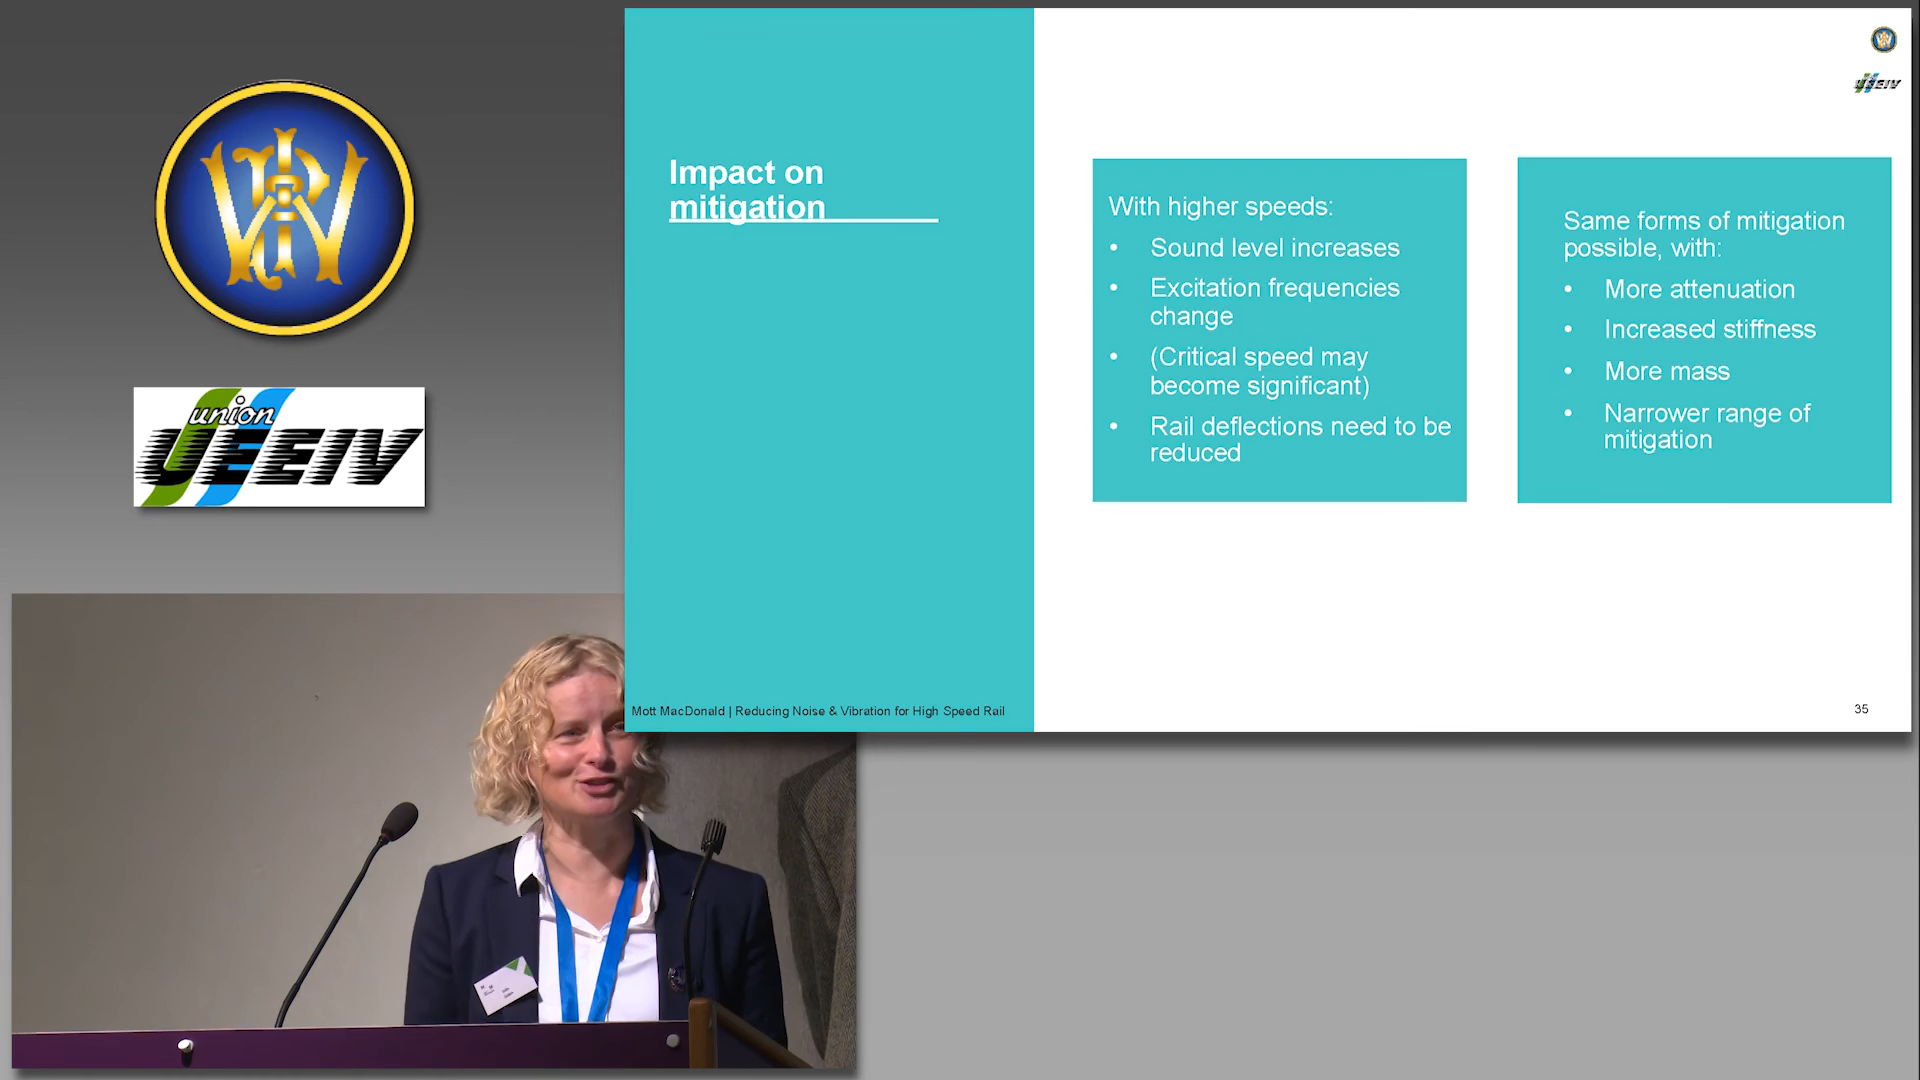 union
UEEIV
Impact on
mitigation
With higher speeds:
• Sound level increases
• Excitation frequencies
change
• (Critical speed may
become significant)
• Rail deflections need to be
reduced
Same forms of mitigation
possible, with:
• More attenuation
• Increased stiffness
• More mass
• Narrower range of
mitigation
Mott MacDonald | Reducing Noise & Vibration for High Speed Rail
35